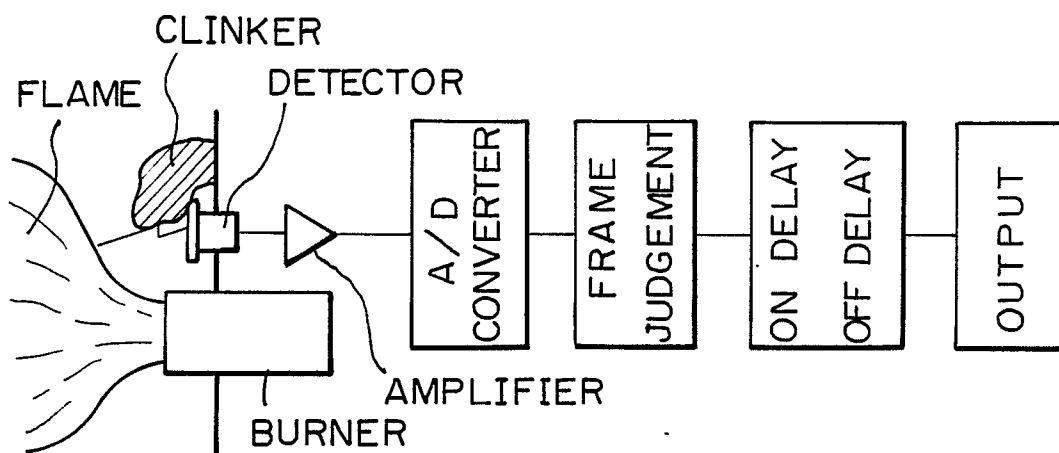 CLINKER
FLAME
DETECTOR
A/D
CONVERTER
FRAME
JUDGEMENT
ON DELAY
OFF DELAY
OUTPUT
AMPLIFIER
BURNER